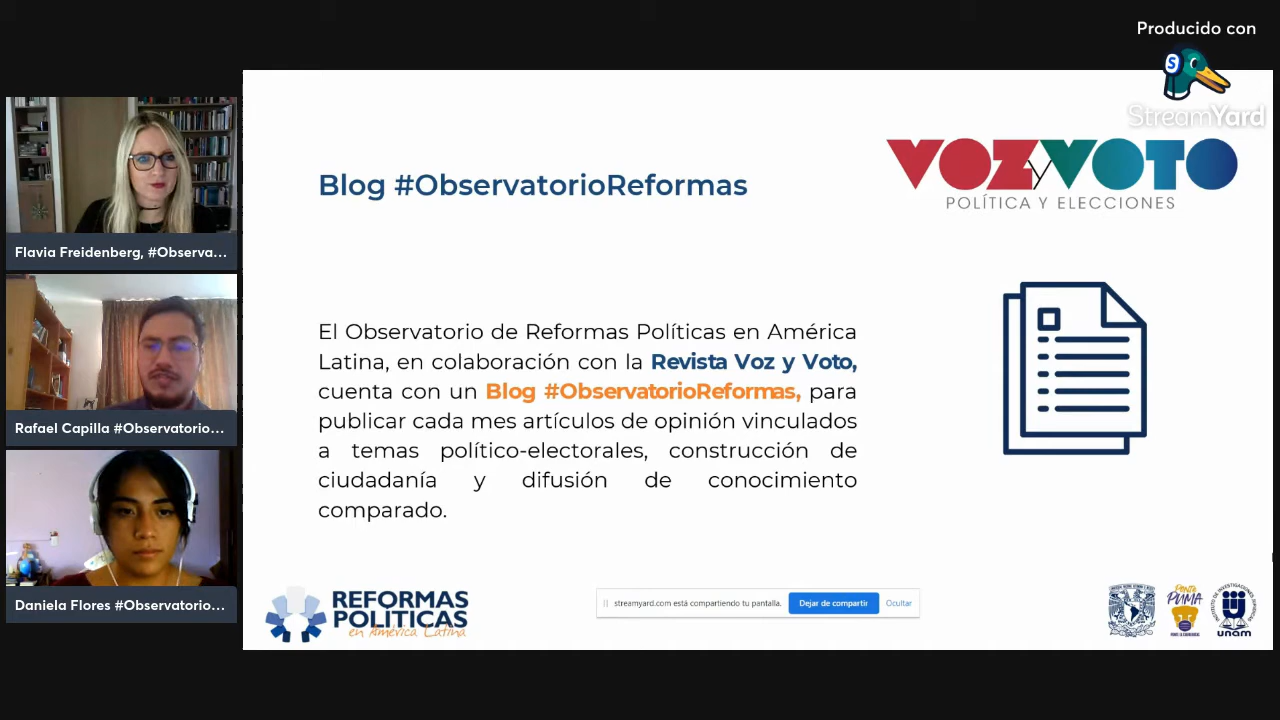 Producido con
StreamYard
Flavia Freidenberg, #Observa...
Rafael Capilla #Observatorio...
Daniela Flores #Observatorio...
Blog #ObservatorioReformas
VOZ y VOTO
POLÍTICA Y ELECCIONES
El Observatorio de Reformas Políticas en América
Latina, en colaboración con la Revista Voz y Voto,
cuenta con un Blog #ObservatorioReformas, para
publicar cada mes artículos de opinión vinculados
a temas político-electorales, construcción de
ciudadanía y difusión de conocimiento
comparado.
REFORMAS
POLÍTICAS
en América Latina
streamyard.com está compartiendo tu pantalla.
Dejar de compartir
Ocultar
PONTE
PUMA
UNAM